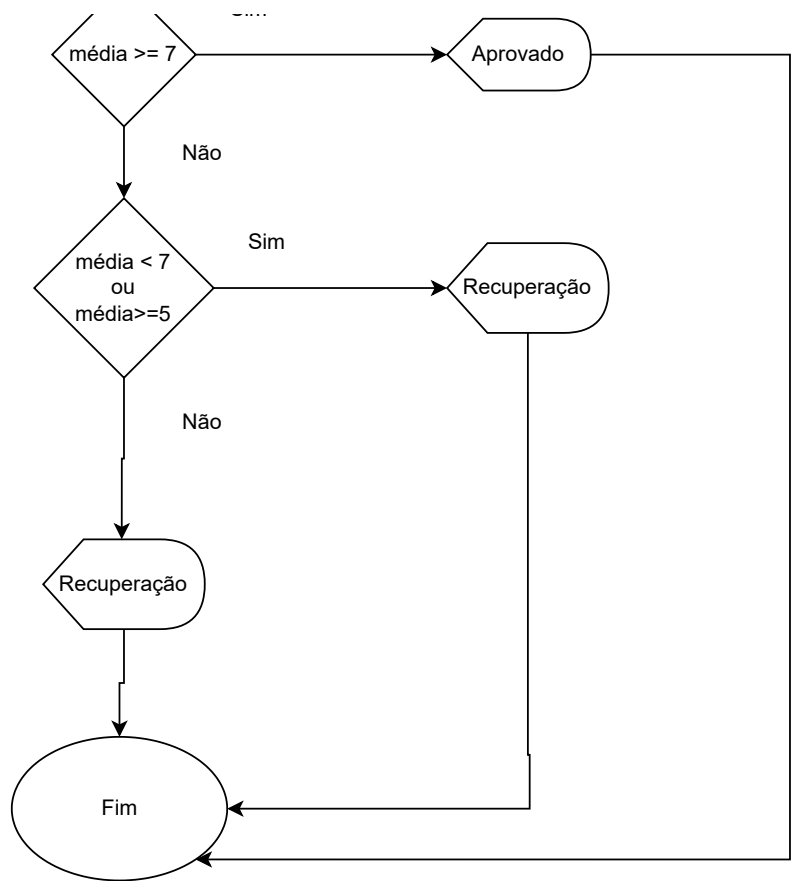 média >= 7
Aprovado
Não
Sim
média < 7
ou
média>=5
Recuperação
Não
Recuperação
Fim